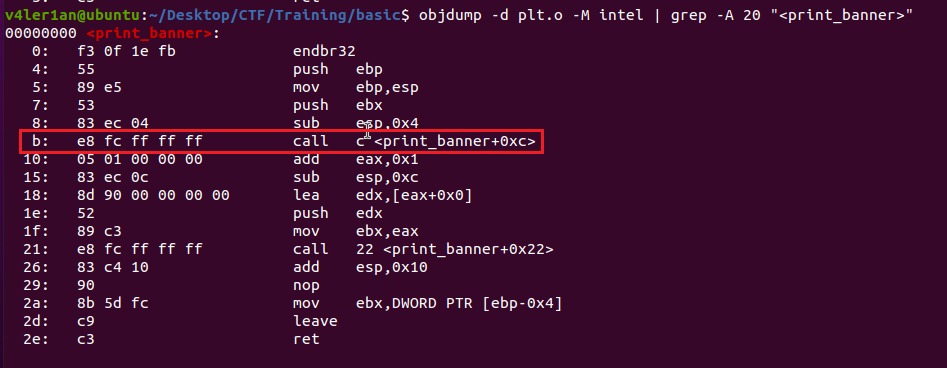 v4ler1an@ubuntu:~/Desktop/CTF/Training/basic$ objdump -d plt.o -M intel | grep -A 20 "<print_banner>"
00000000 <print_banner>:
0: f3 0f 1e fb endbr32
4: 55 push ebp
5: 89 e5 mov ebp,esp
7: 53 push ebx
8: 83 ec 04 sub esp,0x4
b: e8 fc ff ff ff call c <print_banner+0xc>
10: 05 01 00 00 00 add eax,0x1
15: 83 ec 0c sub esp,0xc
18: 8d 90 00 00 00 00 lea edx,[eax+0x0]
1e: 52 push edx
1f: 89 c3 mov ebx,eax
21: e8 fc ff ff ff call 22 <print_banner+0x22>
26: 83 c4 10 add esp,0x10
29: 90 nop
2a: 8b 5d fc mov ebx,DWORD PTR [ebp-0x4]
2d: c9 leave
2e: c3 ret